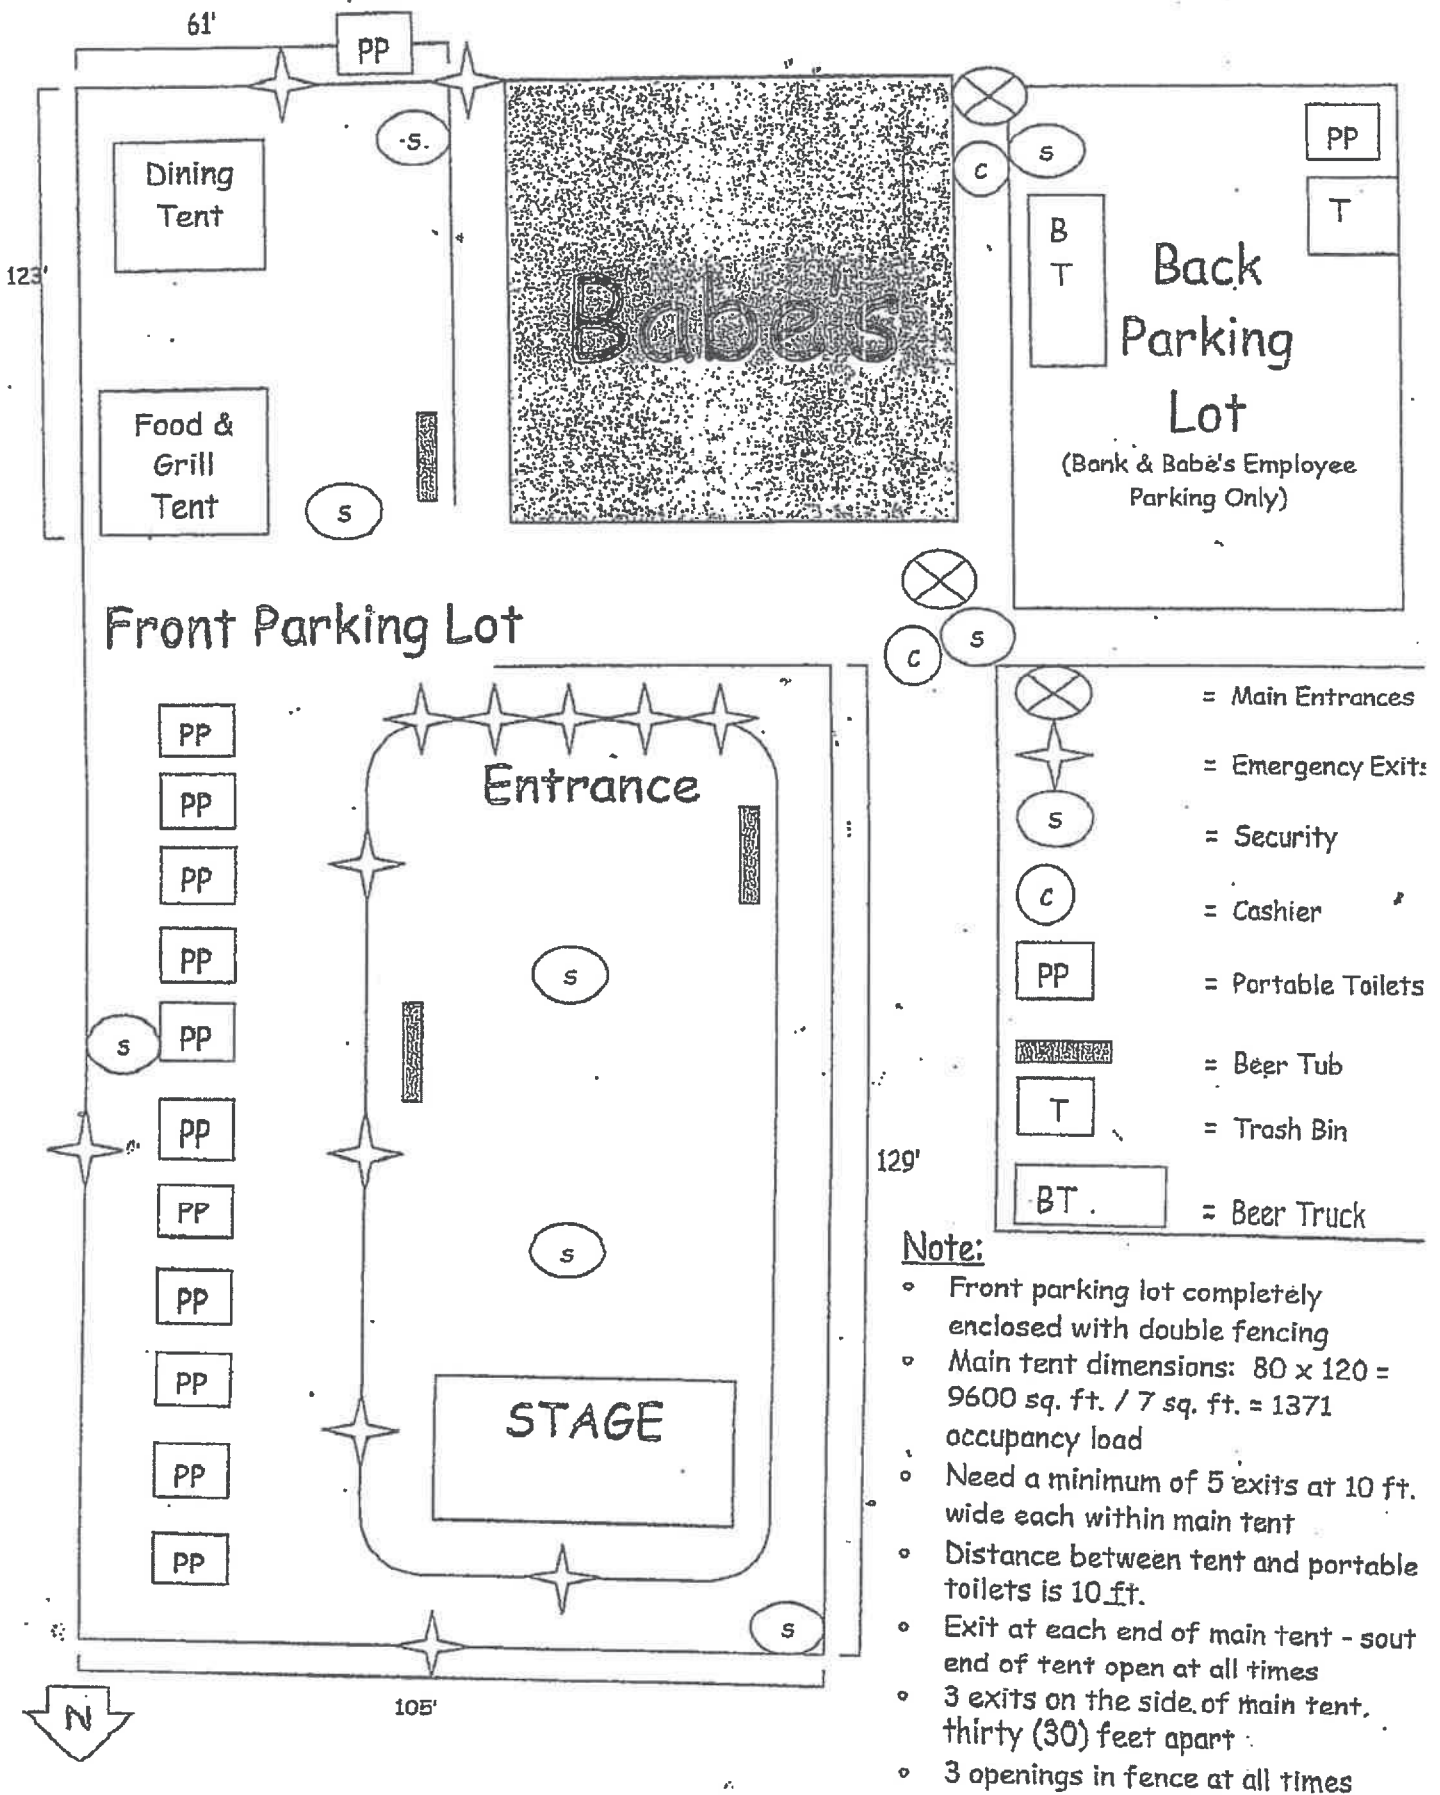 61'
PP
S
Dining
Tent
123'
Food &
Grill
Tent
S
Babe's
C
S
PP
T
B
T
Back
Parking
Lot
(Bank & Babe's Employee
Parking Only)
Front Parking Lot
C
S
PP
PP
PP
PP
S
PP
PP
PP
PP
PP
PP
PP
Entrance
S
S
STAGE
S
129'
105'
N
= Main Entrances
= Emergency Exits
S = Security
C = Cashier
PP = Portable Toilets
= Beer Tub
T = Trash Bin
BT. = Beer Truck
Note:
° Front parking lot completely
enclosed with double fencing
° Main tent dimensions: 80 x 120 =
9600 sq. ft. / 7 sq. ft. = 1371
occupancy load
° Need a minimum of 5 exits at 10 ft.
wide each within main tent
° Distance between tent and portable
toilets is 10 ft.
° Exit at each end of main tent - sout
end of tent open at all times
° 3 exits on the side of main tent,
thirty (30) feet apart
° 3 openings in fence at all times